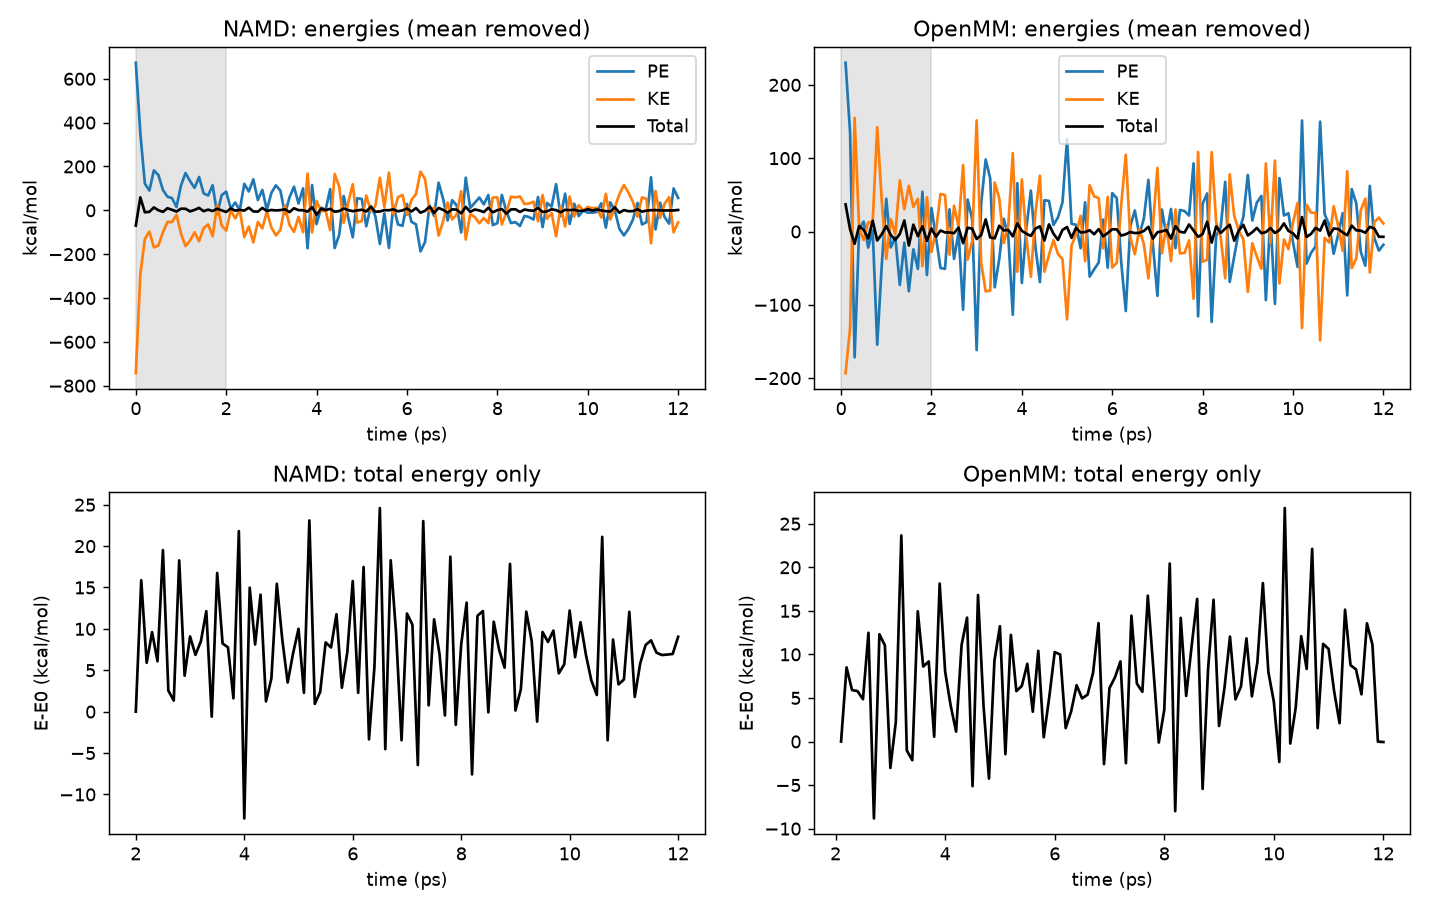 NAMD: energies (mean removed)
kcal/mol
600
400
200
0
−200
−400
−600
−800
PE
KE
Total
0 2 4 6 8 10 12
time (ps)
OpenMM: energies (mean removed)
kcal/mol
200
100
0
−100
−200
PE
KE
Total
0 2 4 6 8 10 12
time (ps)
NAMD: total energy only
E-E0 (kcal/mol)
25
20
15
10
5
0
−5
−10
2 4 6 8 10 12
time (ps)
OpenMM: total energy only
E-E0 (kcal/mol)
25
20
15
10
5
0
−5
−10
2 4 6 8 10 12
time (ps)